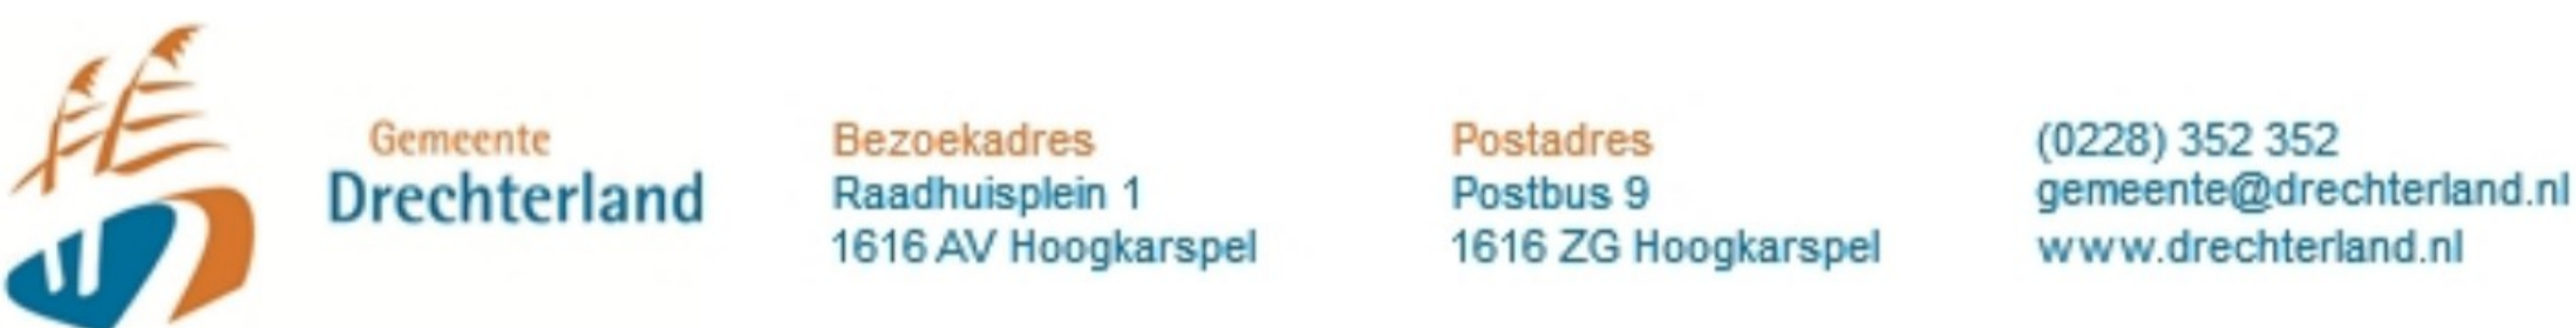 Gemeente
Drechterland
Bezoekadres
Raadhuisplein 1
1616 AV Hoogkarspel
Postadres
Postbus 9
1616 ZG Hoogkarspel
(0228) 352 352
gemeente@drechterland.nl
www.drechterland.nl